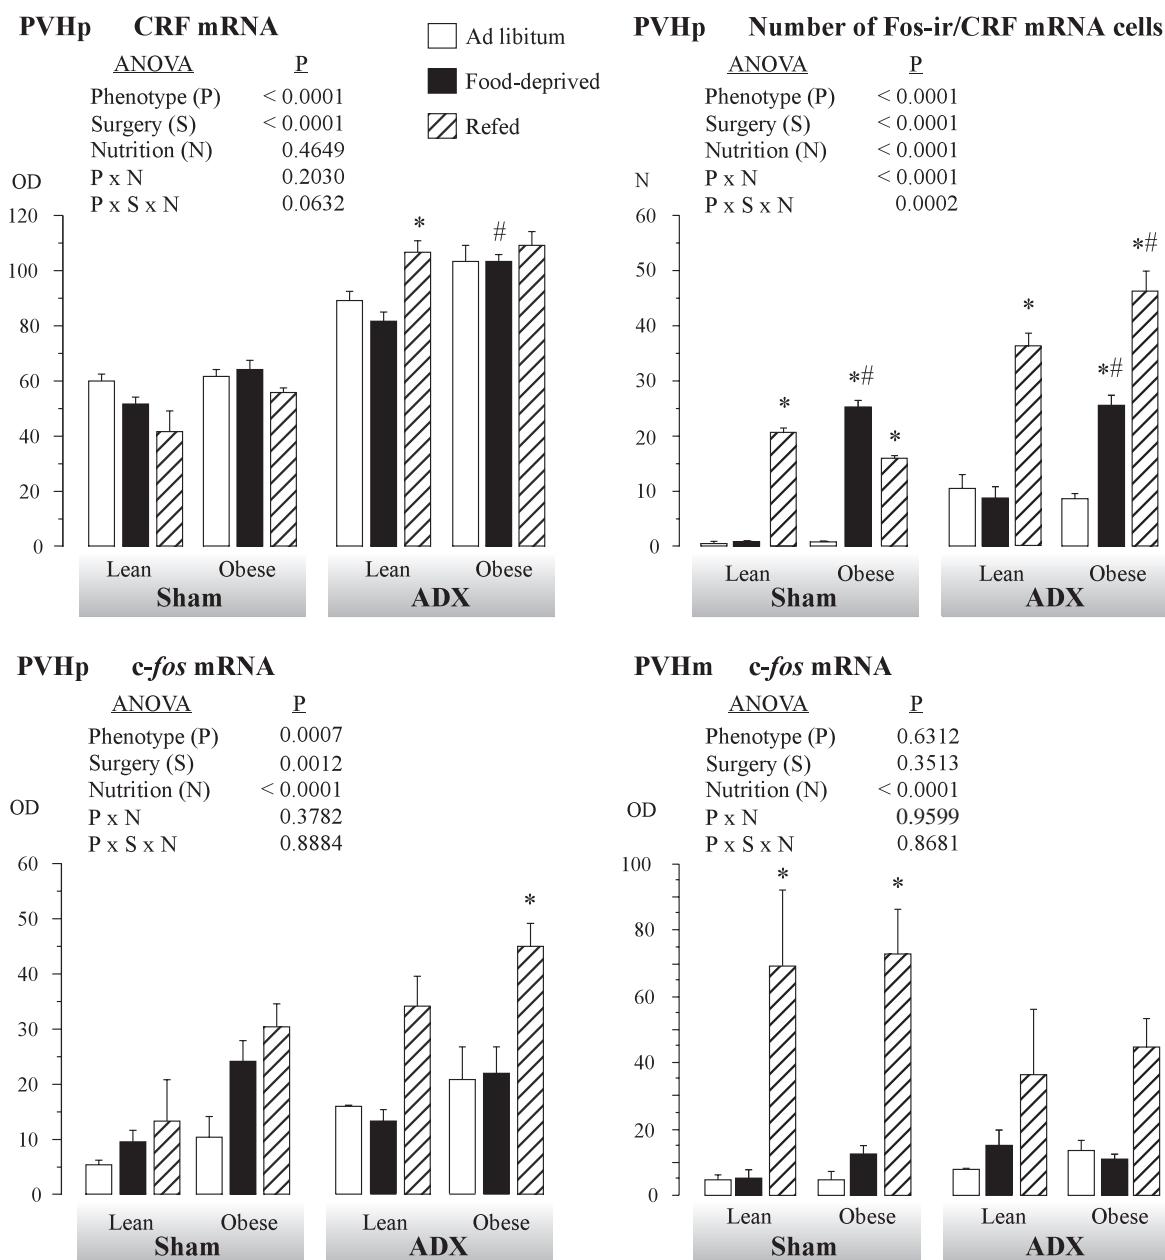 PVHp CRF mRNA
ANOVA P
Phenotype (P) < 0.0001
Surgery (S) < 0.0001
Nutrition (N) 0.4649
P x N 0.2030
P x S x N 0.0632
Ad libitum
Food-deprived
Refed
OD
120
100
80
60
40
20
0
* #
Lean Obese Lean Obese
Sham ADX
PVHp Number of Fos-ir/CRF mRNA cells
ANOVA P
Phenotype (P) < 0.0001
Surgery (S) < 0.0001
Nutrition (N) < 0.0001
P x N < 0.0001
P x S x N 0.0002
N
60
50
40
30
20
10
0
* *# * * *# *#
Lean Obese Lean Obese
Sham ADX
PVHp c-fos mRNA
ANOVA P
Phenotype (P) 0.0007
Surgery (S) 0.0012
Nutrition (N) < 0.0001
P x N 0.3782
P x S x N 0.8884
OD
60
50
40
30
20
10
0
*
Lean Obese Lean Obese
Sham ADX
PVHm c-fos mRNA
ANOVA P
Phenotype (P) 0.6312
Surgery (S) 0.3513
Nutrition (N) < 0.0001
P x N 0.9599
P x S x N 0.8681
OD
100
80
60
40
20
0
* *
Lean Obese Lean Obese
Sham ADX